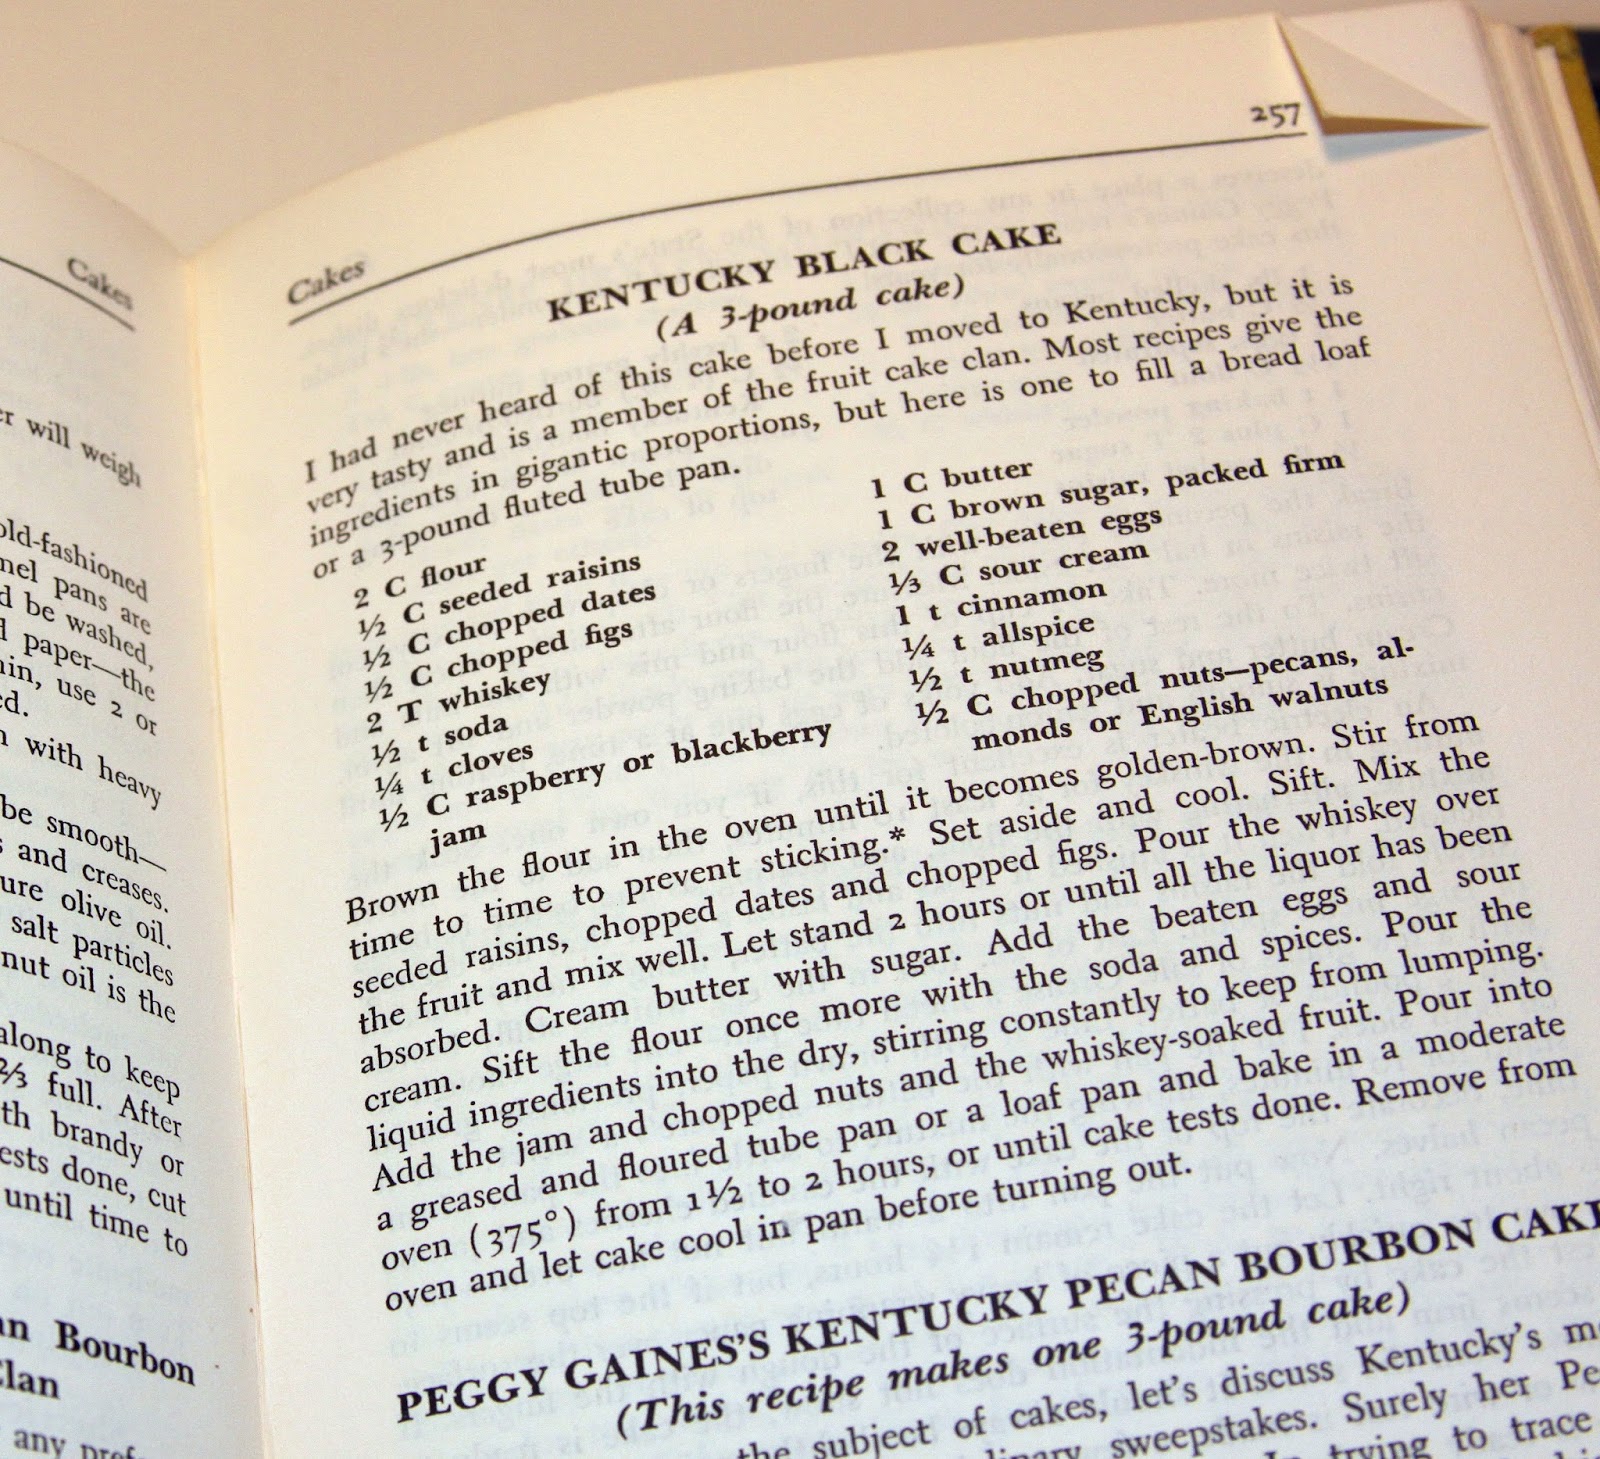 Cakes
er will weigh
old-fashioned
mel pans are
d be washed,
d paper—the
hin, use 2 or
ed.
n with heavy
be smooth—
s and creases.
ure olive oil.
salt particles
nut oil is the
along to keep
⅔ full. After
th brandy or
ests done, cut
until time to
an Bourbon
Clan
any
Cakes 257
KENTUCKY BLACK CAKE
(A 3-pound cake)
I had never heard of this cake before I moved to Kentucky, but it is
very tasty and is a member of the fruit cake clan. Most recipes give the
ingredients in gigantic proportions, but here is one to fill a bread loaf
or a 3-pound fluted tube pan.
2 C flour
½ C seeded raisins
½ C chopped dates
½ C chopped figs
2 T whiskey
½ t soda
¼ t cloves
½ C raspberry or blackberry
jam
1 C butter
1 C brown sugar, packed firm
2 well-beaten eggs
⅓ C sour cream
1 t cinnamon
¼ t allspice
½ t nutmeg
½ C chopped nuts—pecans, al-
monds or English walnuts
Brown the flour in the oven until it becomes golden-brown. Stir from
time to time to prevent sticking.* Set aside and cool. Sift. Mix the
seeded raisins, chopped dates and chopped figs. Pour the whiskey over
the fruit and mix well. Let stand 2 hours or until all the liquor has been
absorbed. Cream butter with sugar. Add the beaten eggs and sour
cream. Sift the flour once more with the soda and spices. Pour the
liquid ingredients into the dry, stirring constantly to keep from lumping.
Add the jam and chopped nuts and the whiskey-soaked fruit. Pour into
a greased and floured tube pan or a loaf pan and bake in a moderate
oven (375°) from 1½ to 2 hours, or until cake tests done. Remove from
oven and let cake cool in pan before turning out.
PEGGY GAINES'S KENTUCKY PECAN BOURBON CAKE
(This recipe makes one 3-pound cake)
the subject of cakes, let's discuss Kentucky's
sweepstakes. Surely her
In trying to trace